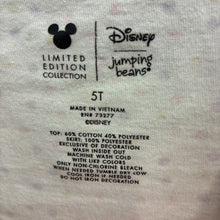 Disney
LIMITED
EDITION
COLLECTION
jumping
beans®
5T
MADE IN VIETNAM
RN# 73277
©DISNEY
TOP: 60% COTTON 40% POLYESTER
SKIRT: 100% POLYESTER
EXCLUSIVE OF DECORATION
WASH INSIDE OUT
MACHINE WASH COLD
WITH LIKE COLORS
ONLY NON-CHLORINE BLEACH
WHEN NEEDED TUMBLE DRY LOW
COOL IRON IF NEEDED
DO NOT IRON DECORATION